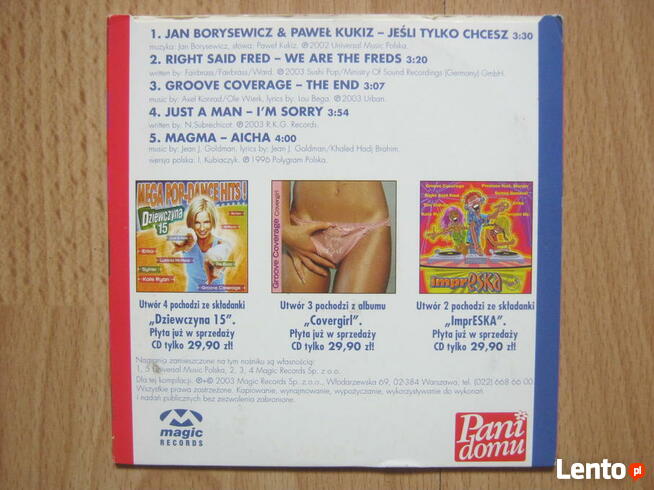 1. JAN BORYSEWICZ & PAWEŁ KUKIZ – JEŚLI TYLKO CHCESZ 3:30
muzyka: Jan Borysewicz, słowa: Paweł Kukiz. ℗ 2002 Universal Music Polska.
2. RIGHT SAID FRED – WE ARE THE FREDS 3:20
written by: Fairbrass/Fairbrass/Ward. ℗ 2003 Sushi Pop/Ministry Of Sound Recordings (Germany) GmbH.
3. GROOVE COVERAGE – THE END 3:07
music by: Axel Konrad/Ole Wierk, lyrics by: Lou Bega. ℗ 2003 Urban.
4. JUST A MAN – I'M SORRY 3:54
written by: N.Subrechicot. ℗ 2003 R.K.G. Records.
5. MAGMA – AICHA 4:00
music by: Jean J. Goldman, lyrics by: Jean J. Goldman/Khaled Hadj Brahim.
wersja polska: I. Kubiaczyk. ℗ 1996 Polygram Polska.
MEGA POP-DANCE HITS!
Dziewczyna
15
Erika
Sylver
Kate Ryan
Groove Coverage
Groove Coverage Covergirl
Groove Coverage
Right Said Fred
ImprESKA
Utwór 4 pochodzi ze składanki
„Dziewczyna 15".
Płyta już w sprzedaży
CD tylko 29,90 zł!
Utwór 3 pochodzi z albumu
„Covergirl".
Płyta już w sprzedaży
CD tylko 29,90 zł!
Utwór 2 pochodzi ze składanki
„ImprESKA".
Płyta już w sprzedaży
CD tylko 29,90 zł!
Nagrania zamieszczone na tym nośniku są własnością:
1, 5 Universal Music Polska, 2, 3, 4 Magic Records Sp. z o.o.
Dla tej kompilacji: ℗+© 2003 Magic Records Sp. z o.o., Włodarzewska 69, 02-384 Warszawa, tel. (022) 668 66 00
Wszystkie prawa zastrzeżone. Kopiowanie, wynajmowanie, wypożyczanie, wykorzystywanie do wykonań
i nadań publicznych bez zezwolenia zabronione.
magic
RECORDS
Pani
domu
Lento.pl